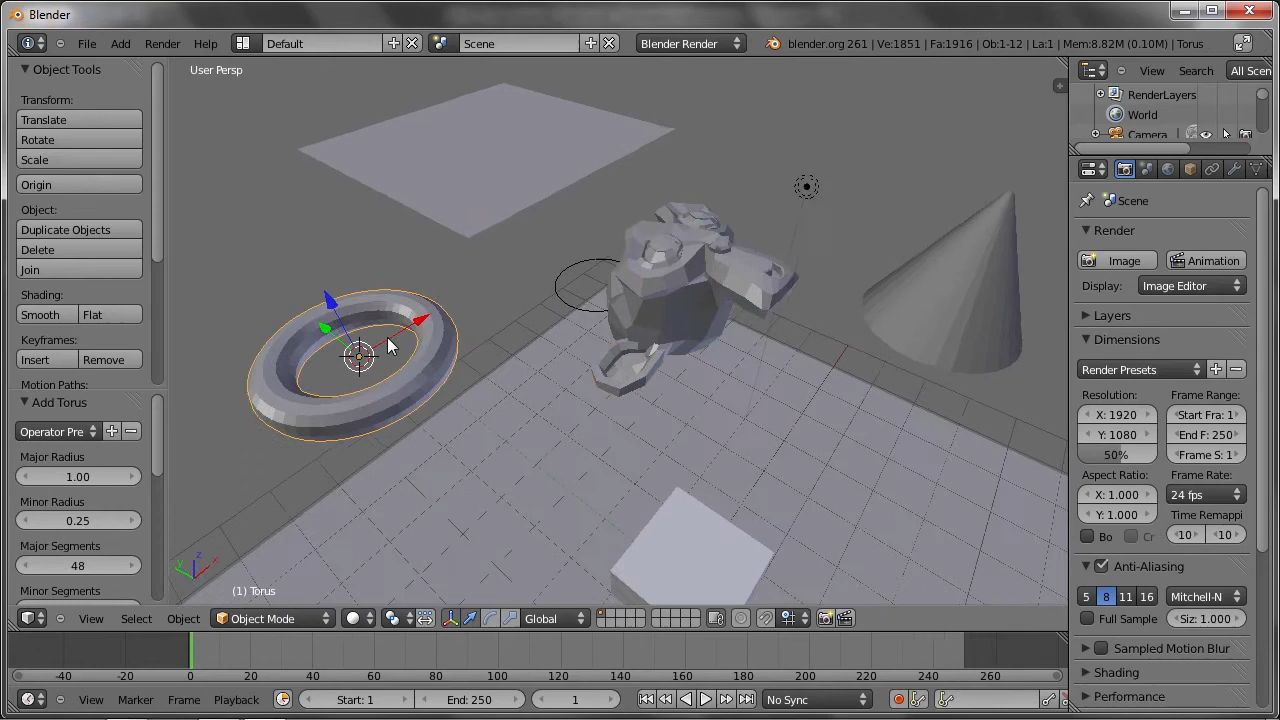 Blender
File Add Render Help Default Scene Blender Render blender.org 261 | Ve:1851 | Fa:1916 | Ob:1-12 | La:1 | Mem:8.82M (0.10M) | Torus
Object Tools
Transform:
Translate
Rotate
Scale
Origin
Object:
Duplicate Objects
Delete
Join
Shading:
Smooth Flat
Keyframes:
Insert Remove
Motion Paths:
Add Torus
Operator Pre
Major Radius
1.00
Minor Radius
0.25
Major Segments
48
Minor Segments
User Persp
z
y x
(1) Torus
View Select Object Object Mode Global
View Search All Scen
RenderLayers
World
Camera
Scene
Render
Image Animation
Display: Image Editor
Layers
Dimensions
Render Presets
Resolution: Frame Range:
X: 1920 Start Fra: 1
Y: 1080 End F: 250
50% Frame S: 1
Aspect Ratio: Frame Rate:
X: 1.000 24 fps
Y: 1.000 Time Remappi
Bo Cr 10 10
Anti-Aliasing
5 8 11 16 Mitchell-N
Full Sample Siz: 1.000
Sampled Motion Blur
Shading
Performance
-40 -20 0 20 40 60 80 100 120 140 160 180 200 220 240 260
View Marker Frame Playback Start: 1 End: 250 1 No Sync